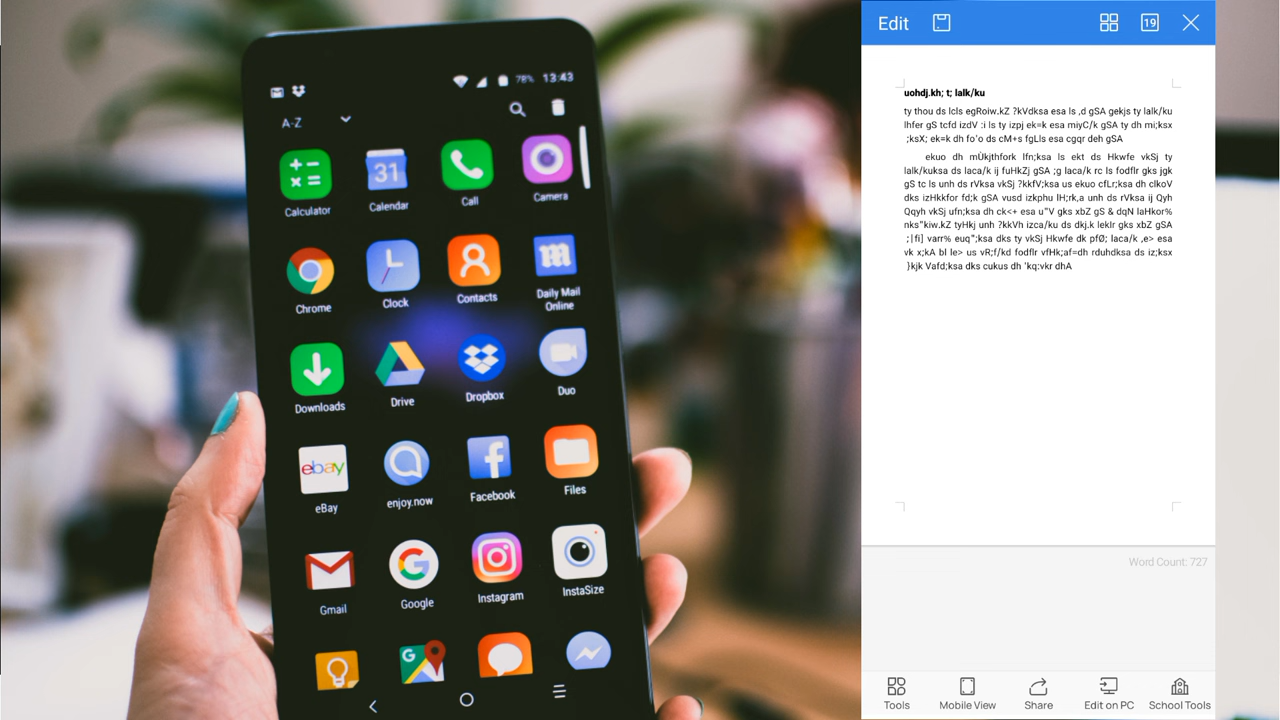 78% 13:43
A-Z
31
Calculator
Calendar
Call
Camera
Chrome
Clock
Contacts
Daily Mail
Online
Downloads
Drive
Dropbox
Duo
ebay
eBay
enjoy.now
Facebook
Files
Gmail
Google
Instagram
InstaSize
Edit
19
uohdj.kh; t; lalk/ku
ty thou ds lcls egRoiw.kZ ?kVdksa esa ls ,d gSA gekjs ty lalk/ku
lhfer gS tcfd izdV :i ls ty izpj ek=k esa miyC/k gSA ty dh mi;ksx
;ksX; ek=k dh fo'o ds cM+s fgLls esa cgqr deh gSA
ekuo dh mÙkjthfork lfn;ksa ls ekt ds Hkwfe vkSj ty
lalk/kuksa ds laca/k ij fuHkZj gSA ;g laca/k rc ls fodflr gks jgk
gS tc ls unh ds rVksa vkSj ?kkfV;ksa us ekuo cfLr;ksa dh clkoV
dks izHkkfor fd;k gSA vusd izkphu lH;rk,a unh ds rVksa ij Qyh
Qqyh vkSj ufn;ksa dh ck<+ esa u"V gks xbZ gS & dqN laHkor%
nks"kiw.kZ tyHkj unh ?kkVh izca/ku ds dkj.k lekIr gks xbZ gSA
;|fi] varr% euq";ksa dks ty vkSj Hkwfe dk pfØ; laca/k ,e> esa
vk x;kA bl le> us vR;f/kd fodflr vfHk;af=dh rduhdksa ds iz;ksx
}kjk Vafd;ksa dks cukus dh 'kq:vkr dhA
Word Count: 727
Tools
Mobile View
Share
Edit on PC
School Tools